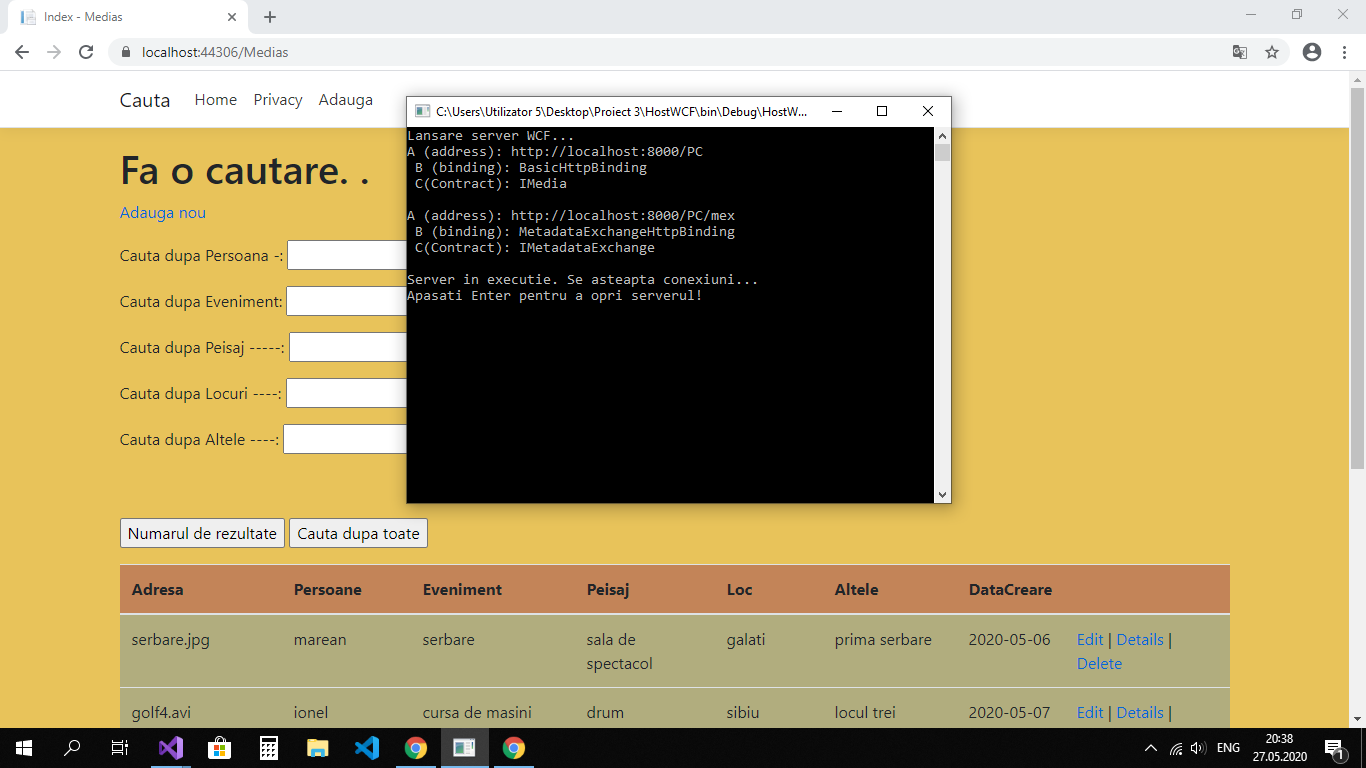 Index - Medias
localhost:44306/Medias
Cauta Home Privacy Adauga
C:\Users\Utilizator 5\Desktop\Proiect 3\HostWCF\bin\Debug\HostW...
Lansare server WCF...
A (address): http://localhost:8000/PC
B (binding): BasicHttpBinding
C(Contract): IMedia
A (address): http://localhost:8000/PC/mex
B (binding): MetadataExchangeHttpBinding
C(Contract): IMetadataExchange
Server in executie. Se asteapta conexiuni...
Apasati Enter pentru a opri serverul!
Fa o cautare. .
Adauga nou
Cauta dupa Persoana -:
Cauta dupa Eveniment:
Cauta dupa Peisaj -----:
Cauta dupa Locuri ----:
Cauta dupa Altele ----:
Numarul de rezultate Cauta dupa toate
Adresa Persoane Eveniment Peisaj Loc Altele DataCreare
serbare.jpg marean serbare sala de galati prima serbare 2020-05-06 Edit | Details |
spectacol Delete
golf4.avi ionel cursa de masini drum sibiu locul trei 2020-05-07 Edit | Details |
ENG 20:38
27.05.2020 1